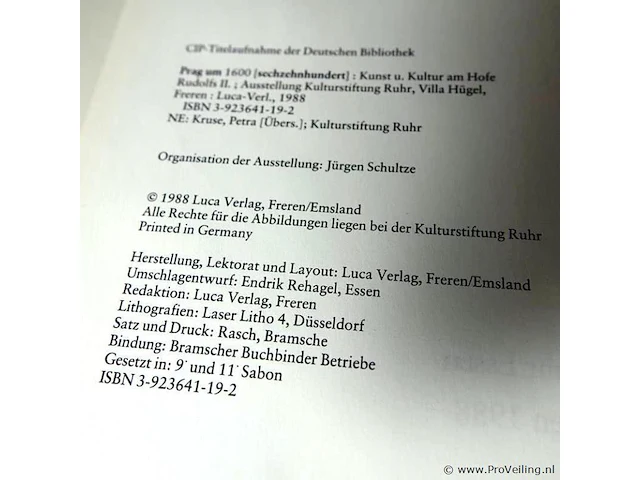 CIP-Titelaufnahme der Deutschen Bibliothek
Prag um 1600 [sechzehnhundert] : Kunst u. Kultur am Hofe
Rudolfs II. ; Ausstellung Kulturstiftung Ruhr, Villa Hügel,
Freren : Luca-Verl., 1988
ISBN 3-923641-19-2
NE: Kruse, Petra [Übers.]; Kulturstiftung Ruhr
Organisation der Ausstellung: Jürgen Schultze
© 1988 Luca Verlag, Freren/Emsland
Alle Rechte für die Abbildungen liegen bei der Kulturstiftung Ruhr
Printed in Germany
Herstellung, Lektorat und Layout: Luca Verlag, Freren/Emsland
Umschlagentwurf: Endrik Rehagel, Essen
Redaktion: Luca Verlag, Freren
Lithografien: Laser Litho 4, Düsseldorf
Satz und Druck: Rasch, Bramsche
Bindung: Bramscher Buchbinder Betriebe
Gesetzt in: 9˙ und 11˙ Sabon
ISBN 3-923641-19-2
© www.ProVeiling.nl